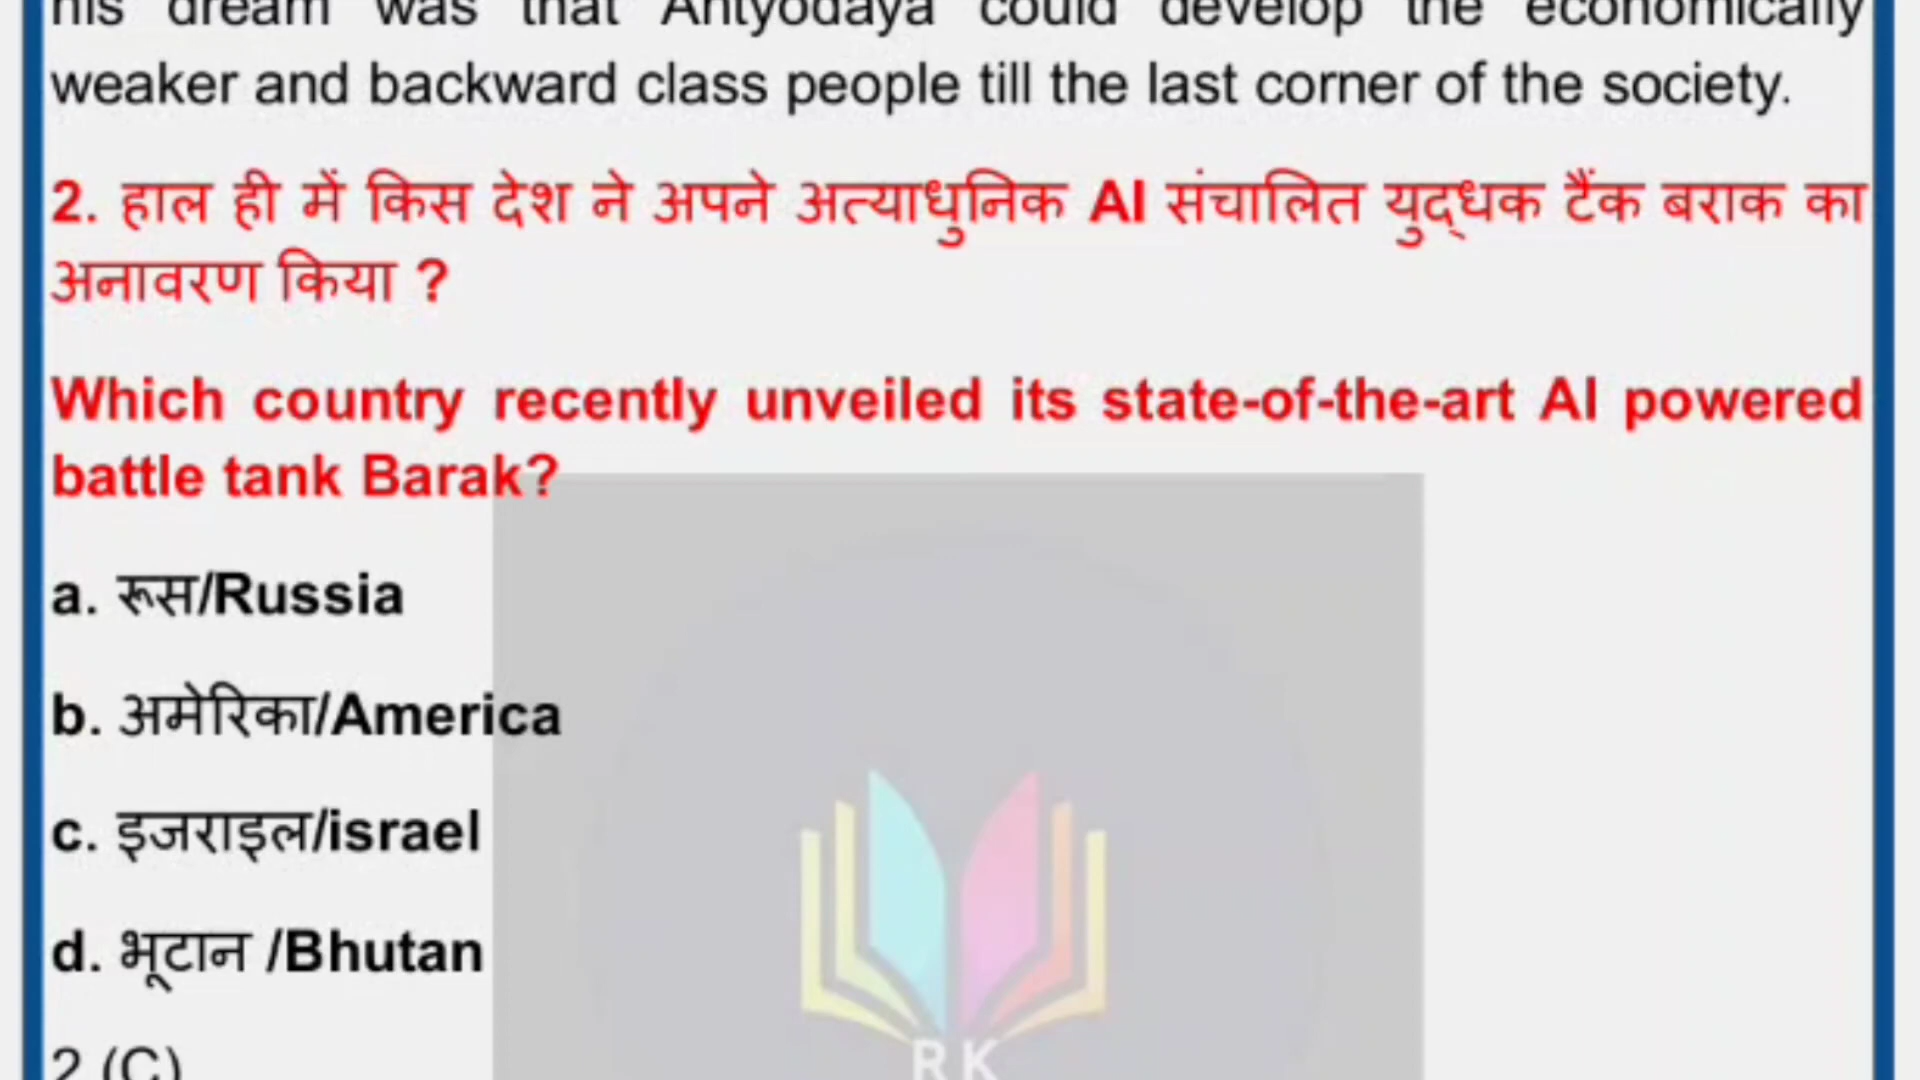 his dream was that Antyodaya could develop the economically
weaker and backward class people till the last corner of the society.
2. हाल ही में किस देश ने अपने अत्याधुनिक AI संचालित युद्धक टैंक बराक का
अनावरण किया ?
Which country recently unveiled its state-of-the-art AI powered
battle tank Barak?
a. रूस/Russia
b. अमेरिका/America
c. इजराइल/israel
d. भूटान /Bhutan
2 (C)
RK